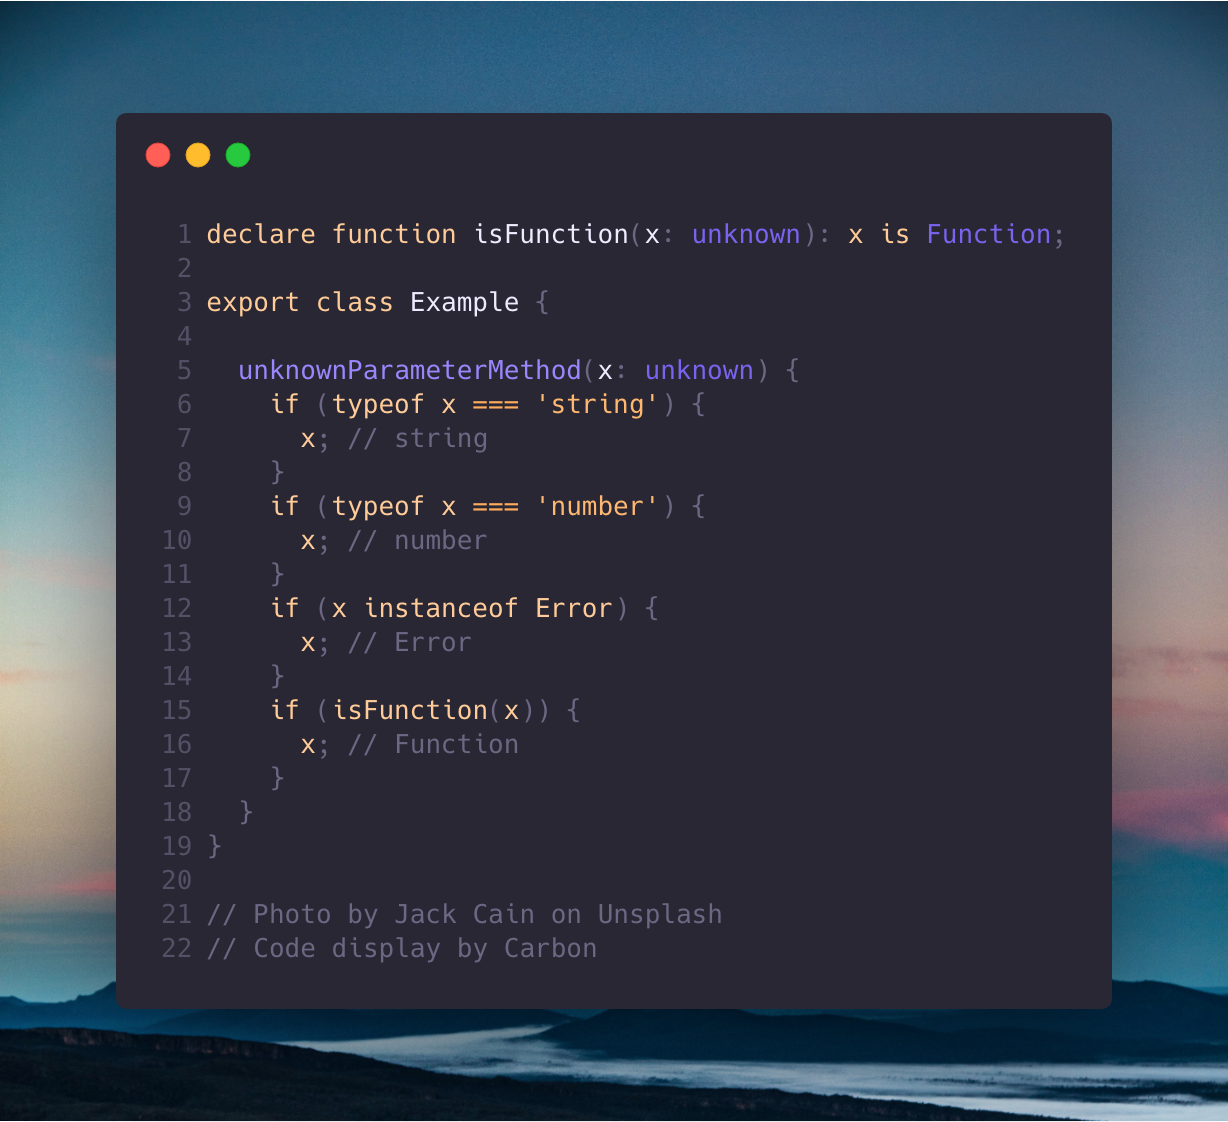 1 declare function isFunction(x: unknown): x is Function;
2
3 export class Example {
4
5   unknownParameterMethod(x: unknown) {
6     if (typeof x === 'string') {
7       x; // string
8     }
9     if (typeof x === 'number') {
10       x; // number
11     }
12     if (x instanceof Error) {
13       x; // Error
14     }
15     if (isFunction(x)) {
16       x; // Function
17     }
18   }
19 }
20
21 // Photo by Jack Cain on Unsplash
22 // Code display by Carbon